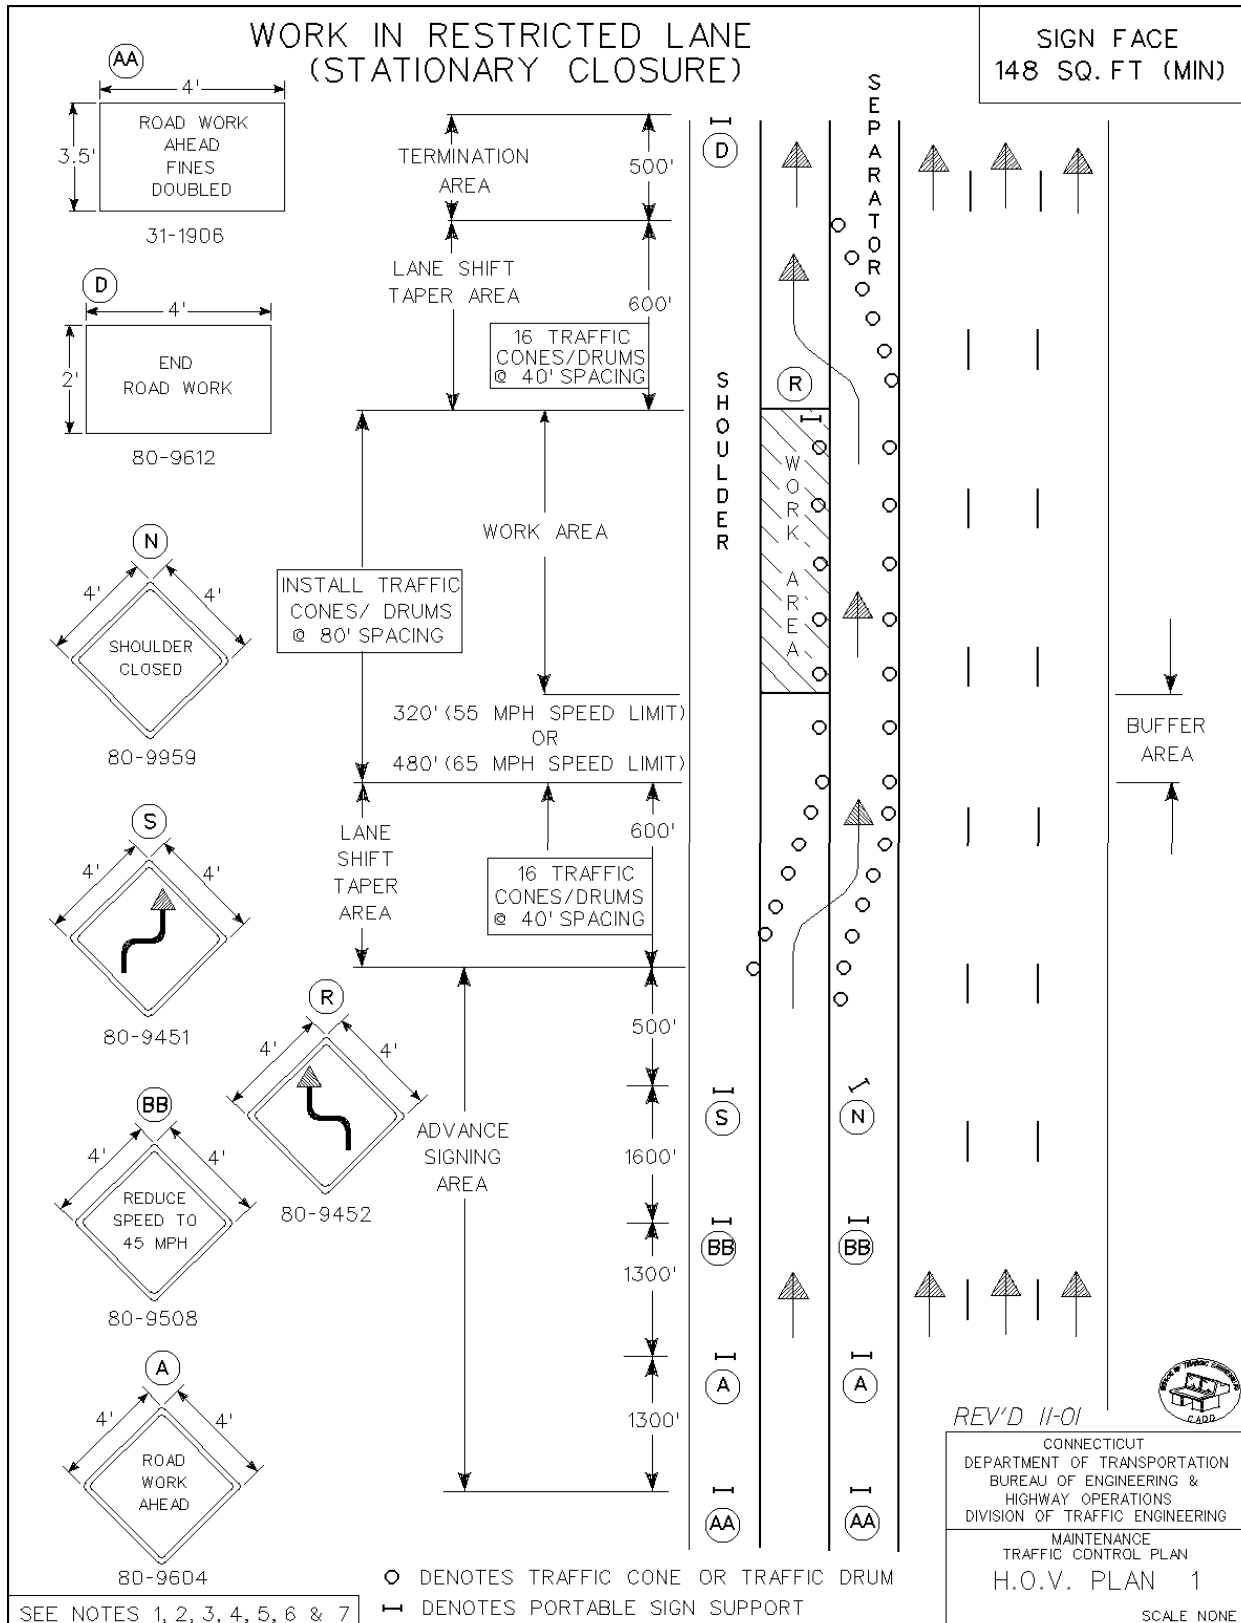 WORK IN RESTRICTED LANE
(STATIONARY CLOSURE)
SIGN FACE
148 SQ. FT (MIN)
AA
4'
3.5'
ROAD WORK
AHEAD
FINES
DOUBLED
31-1906
D
4'
2'
END
ROAD WORK
80-9612
N
4'
4'
SHOULDER
CLOSED
80-9959
S
4'
4'
80-9451
R
4'
4'
80-9452
BB
4'
4'
REDUCE
SPEED TO
45 MPH
80-9508
A
4'
4'
ROAD
WORK
AHEAD
80-9604
SEE NOTES 1, 2, 3, 4, 5, 6 & 7
TERMINATION
AREA
500'
LANE SHIFT
TAPER AREA
600'
16 TRAFFIC
CONES/DRUMS
@ 40' SPACING
WORK AREA
INSTALL TRAFFIC
CONES/ DRUMS
@ 80' SPACING
320' (55 MPH SPEED LIMIT)
OR
480' (65 MPH SPEED LIMIT)
LANE
SHIFT
TAPER
AREA
600'
16 TRAFFIC
CONES/DRUMS
@ 40' SPACING
ADVANCE
SIGNING
AREA
500'
1600'
1300'
1300'
D
SEPARATOR
SHOULDER
R
WORK AREA
BUFFER
AREA
S
N
BB
BB
A
A
AA
AA
O DENOTES TRAFFIC CONE OR TRAFFIC DRUM
DENOTES PORTABLE SIGN SUPPORT
REV'D 11-01
CADD
CONNECTICUT
DEPARTMENT OF TRANSPORTATION
BUREAU OF ENGINEERING &
HIGHWAY OPERATIONS
DIVISION OF TRAFFIC ENGINEERING
MAINTENANCE
TRAFFIC CONTROL PLAN
H.O.V. PLAN 1
SCALE NONE